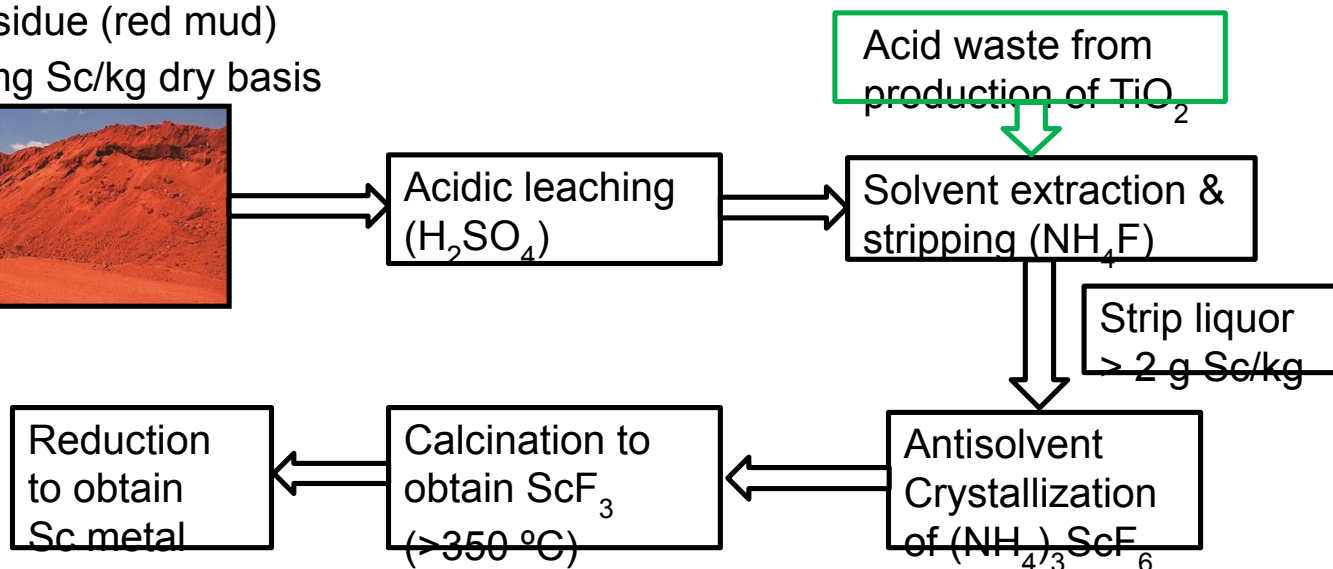 sidue (red mud)
ng Sc/kg dry basis
Acid waste from
production of TiO₂
Acidic leaching
(H₂SO₄)
Solvent extraction &
stripping (NH₄F)
Strip liquor
> 2 g Sc/kg
Reduction
to obtain
Sc metal
Calcination to
obtain ScF₃
(>350 ºC)
Antisolvent
Crystallization
of (NH₄)₃ScF₆